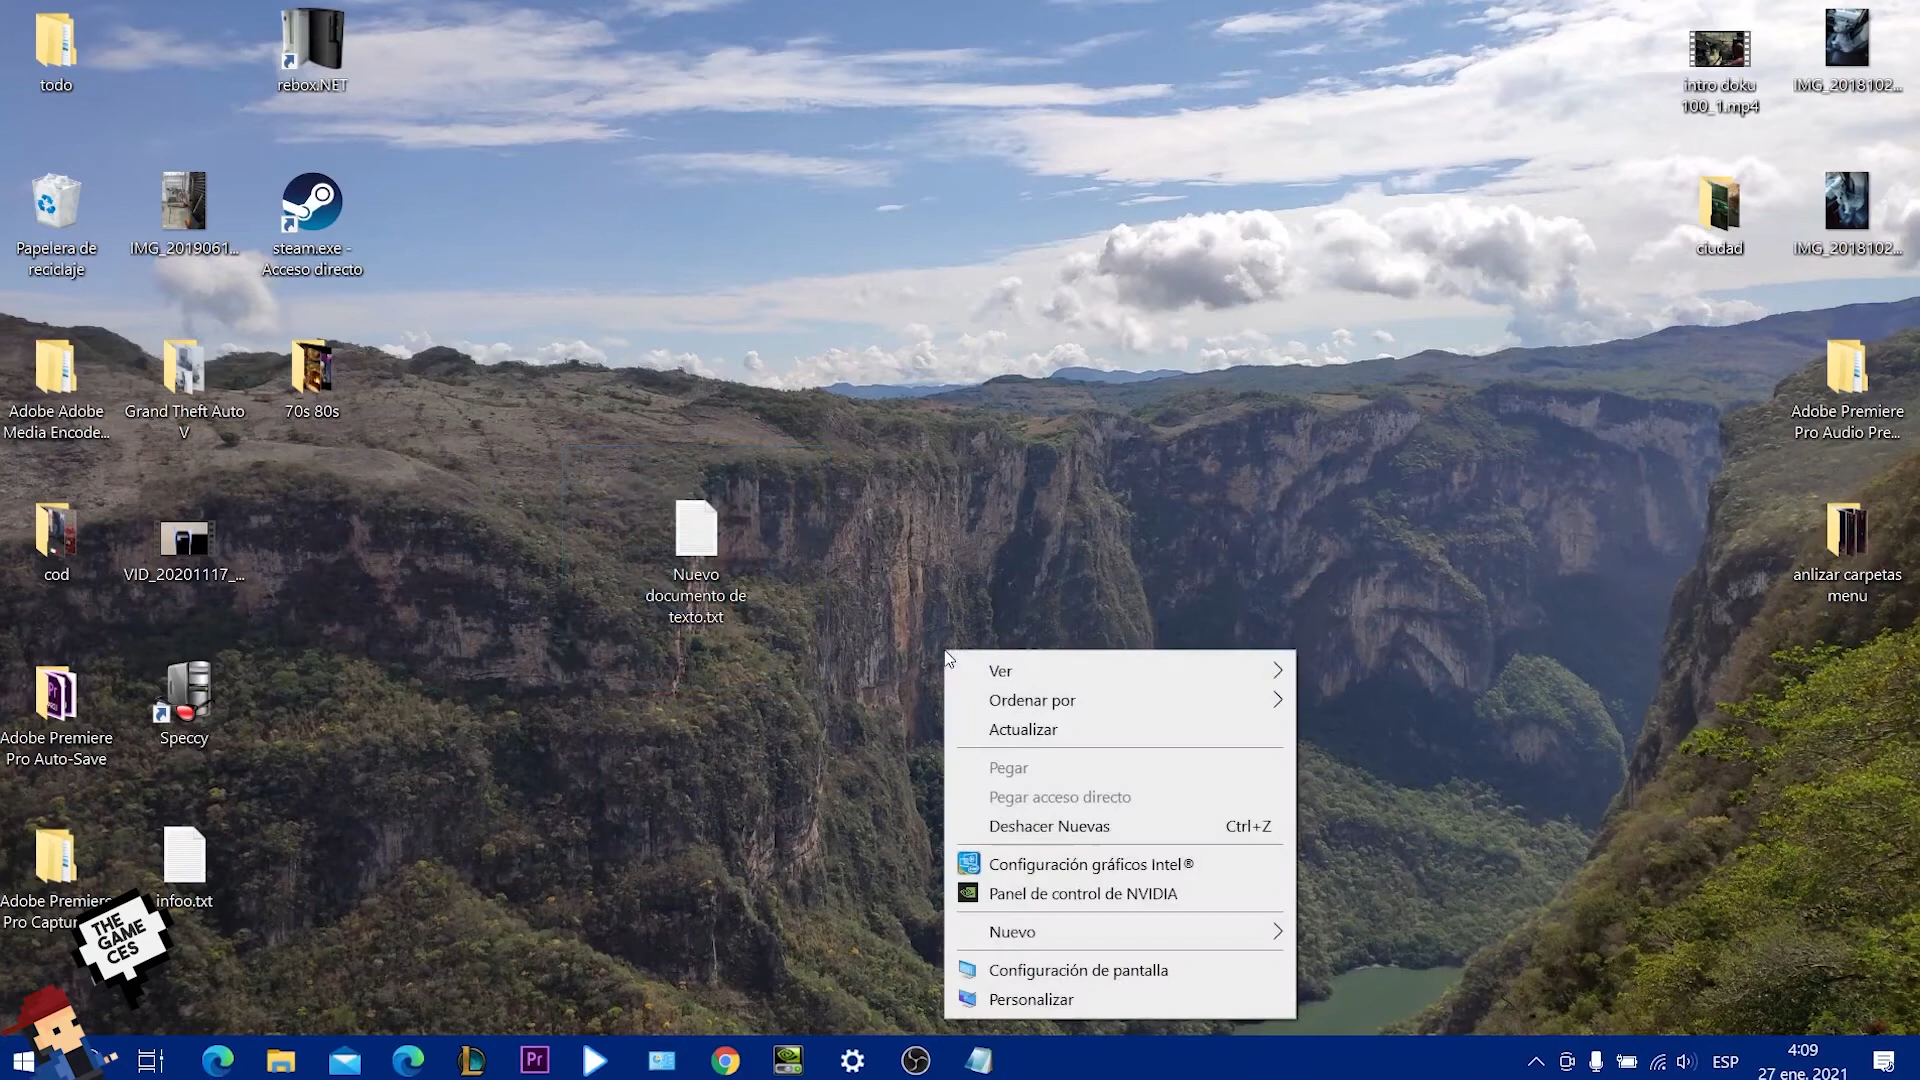 todo
rebox.NET
intro doku
100_1.mp4
IMG_2018102...
Papelera de
reciclaje
IMG_2019061...
steam.exe -
Acceso directo
ciudad
IMG_2018102...
Adobe Adobe
Media Encode...
Grand Theft Auto
V
70s 80s
Adobe Premiere
Pro Audio Pre...
cod
VID_20201117_...
Nuevo
documento de
texto.txt
anlizar carpetas
menu
Adobe Premiere
Pro Auto-Save
Speccy
Ver
Ordenar por
Actualizar
Pegar
Pegar acceso directo
Deshacer Nuevas Ctrl+Z
Configuración gráficos Intel®
Panel de control de NVIDIA
Nuevo
Configuración de pantalla
Personalizar
Adobe Premiere
Pro Captur
infoo.txt
THE
GAME
CES
Pr
ESP
4:09
27 ene. 2021